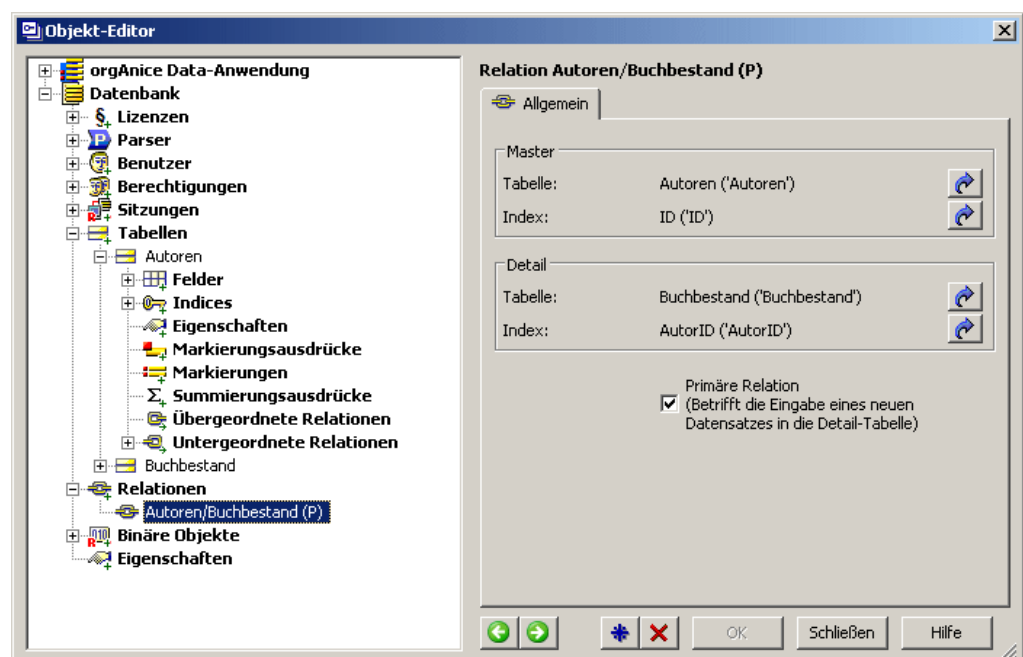 Objekt-Editor
orgAnice Data-Anwendung
Datenbank
Lizenzen
Parser
Benutzer
Berechtigungen
Sitzungen
Tabellen
Autoren
Felder
Indices
Eigenschaften
Markierungsausdrücke
Markierungen
Summierungsausdrücke
Übergeordnete Relationen
Untergeordnete Relationen
Buchbestand
Relationen
Autoren/Buchbestand (P)
Binäre Objekte
Eigenschaften
Relation Autoren/Buchbestand (P)
Allgemein
Master
Tabelle: Autoren ('Autoren')
Index: ID ('ID')
Detail
Tabelle: Buchbestand ('Buchbestand')
Index: AutorID ('AutorID')
Primäre Relation
(Betrifft die Eingabe eines neuen
Datensatzes in die Detail-Tabelle)
OK Schließen Hilfe